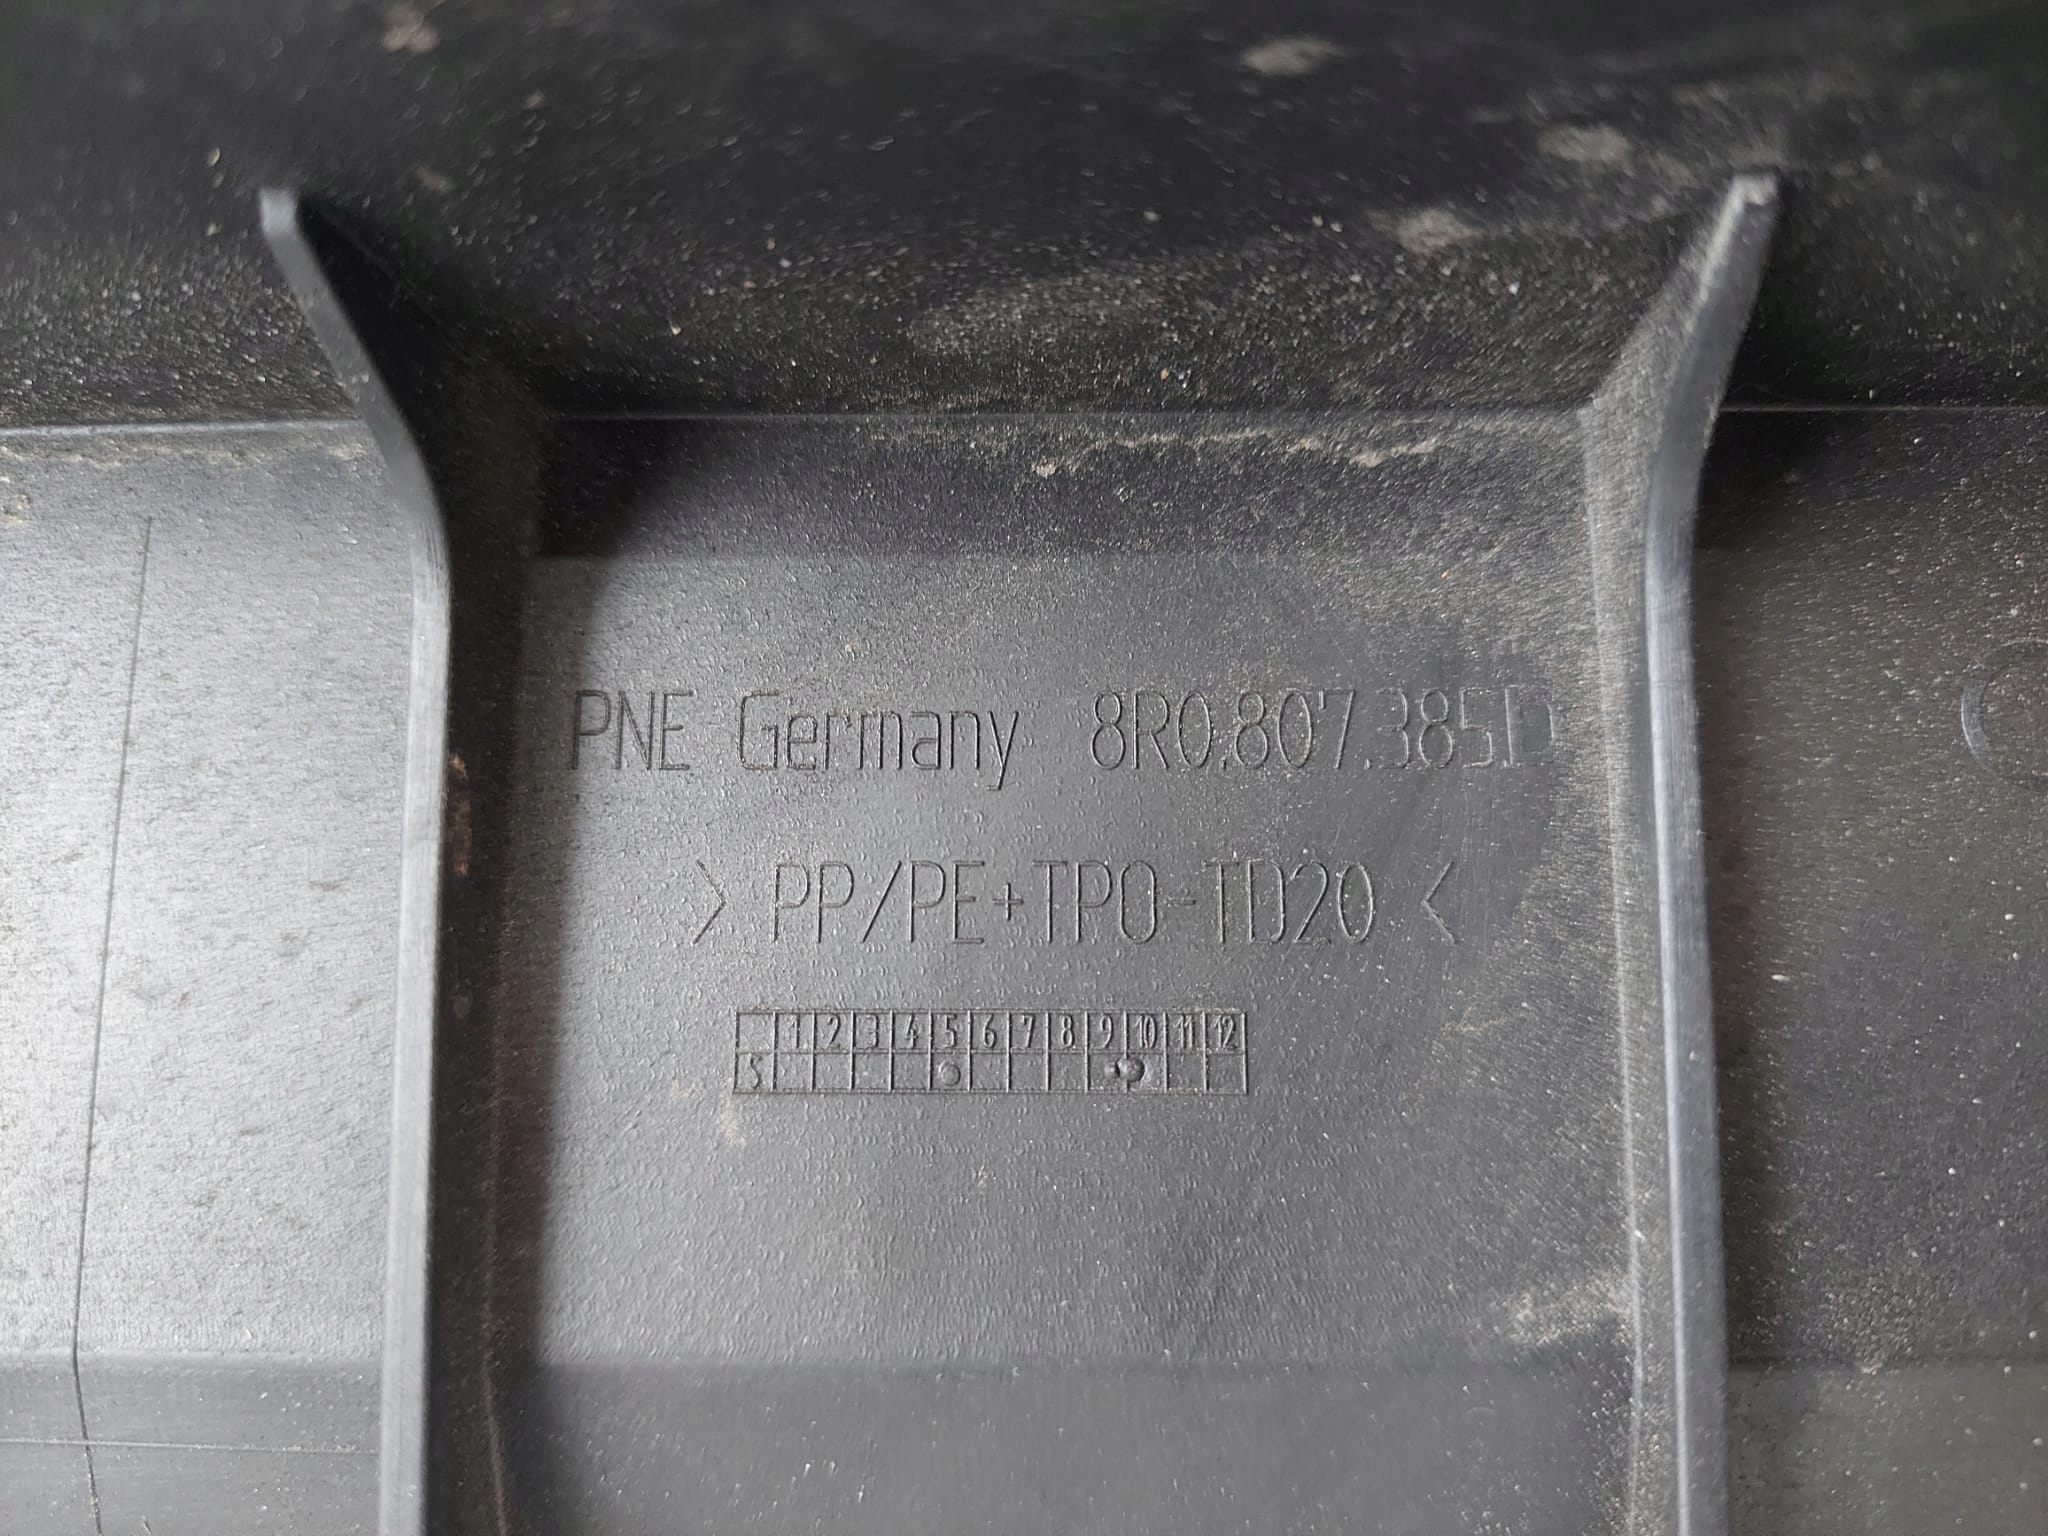 PNE Germany 8R0.807.385.D
> PP/PE+TPO-TD20 <
1 2 3 4 5 6 7 8 9 10 11 12
S